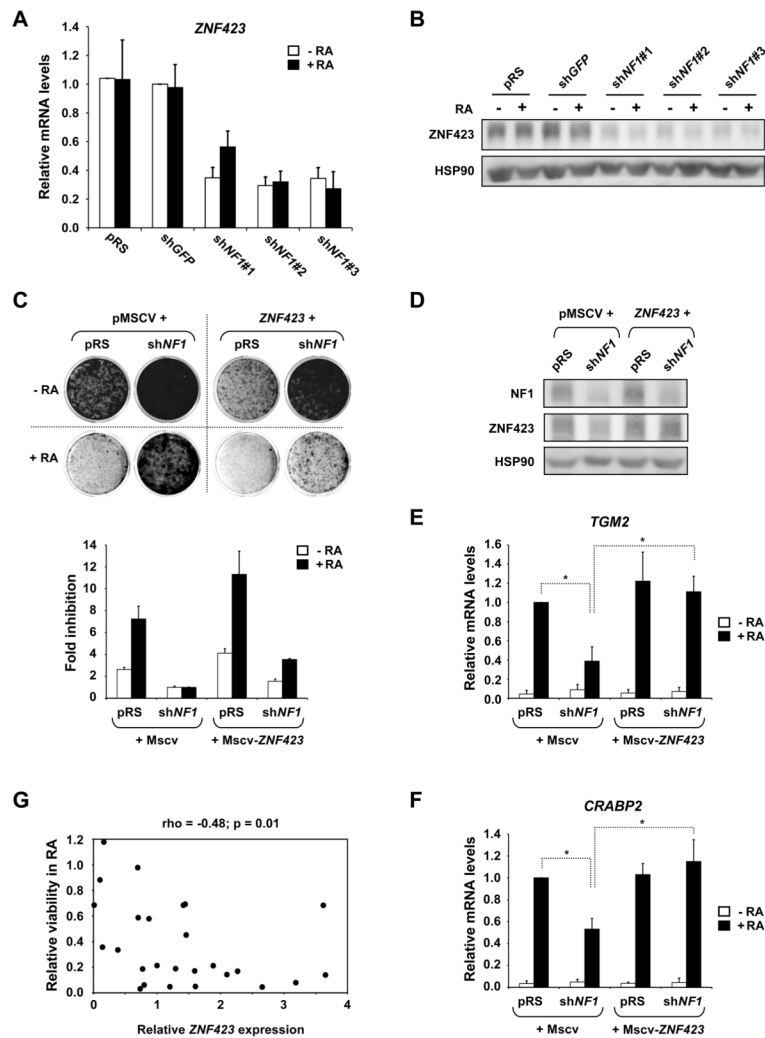 A
ZNF423
Relative mRNA levels
1.4
1.2
1.0
0.8
0.6
0.4
0.2
0.0
- RA
+ RA
pRS
shGFP
shNF1#1
shNF1#2
shNF1#3
B
pRS
shGFP
shNF1#1
shNF1#2
shNF1#3
RA - + - + - + - + - +
ZNF423
HSP90
C
pMSCV + ZNF423 +
pRS shNF1 pRS shNF1
- RA
+ RA
Fold inhibition
14
12
10
8
6
4
2
0
- RA
+ RA
pRS shNF1 pRS shNF1
+ Mscv + Mscv-ZNF423
D
pMSCV + ZNF423 +
pRS shNF1 pRS shNF1
NF1
ZNF423
HSP90
E
TGM2
Relative mRNA levels
1.6
1.4
1.2
1.0
0.8
0.6
0.4
0.2
0.0
*
*
- RA
+ RA
pRS shNF1 pRS shNF1
+ Mscv + Mscv-ZNF423
G
rho = -0.48; p = 0.01
Relative viability in RA
1.2
1.0
0.8
0.6
0.4
0.2
0.0
0 1 2 3 4
Relative ZNF423 expression
F
CRABP2
Relative mRNA levels
1.6
1.4
1.2
1.0
0.8
0.6
0.4
0.2
0.0
*
*
- RA
+ RA
pRS shNF1 pRS shNF1
+ Mscv + Mscv-ZNF423